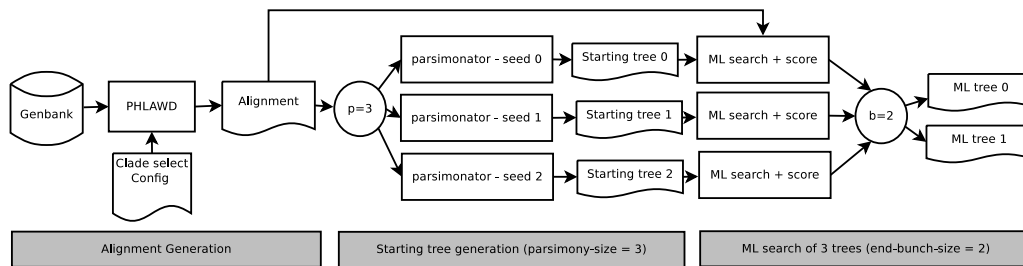 Genbank
PHLAWD
Clade select
Config
Alignment
p=3
parsimonator - seed 0
parsimonator - seed 1
parsimonator - seed 2
Starting tree 0
Starting tree 1
Starting tree 2
ML search + score
ML search + score
ML search + score
b=2
ML tree 0
ML tree 1
Alignment Generation
Starting tree generation (parsimony-size = 3)
ML search of 3 trees (end-bunch-size = 2)